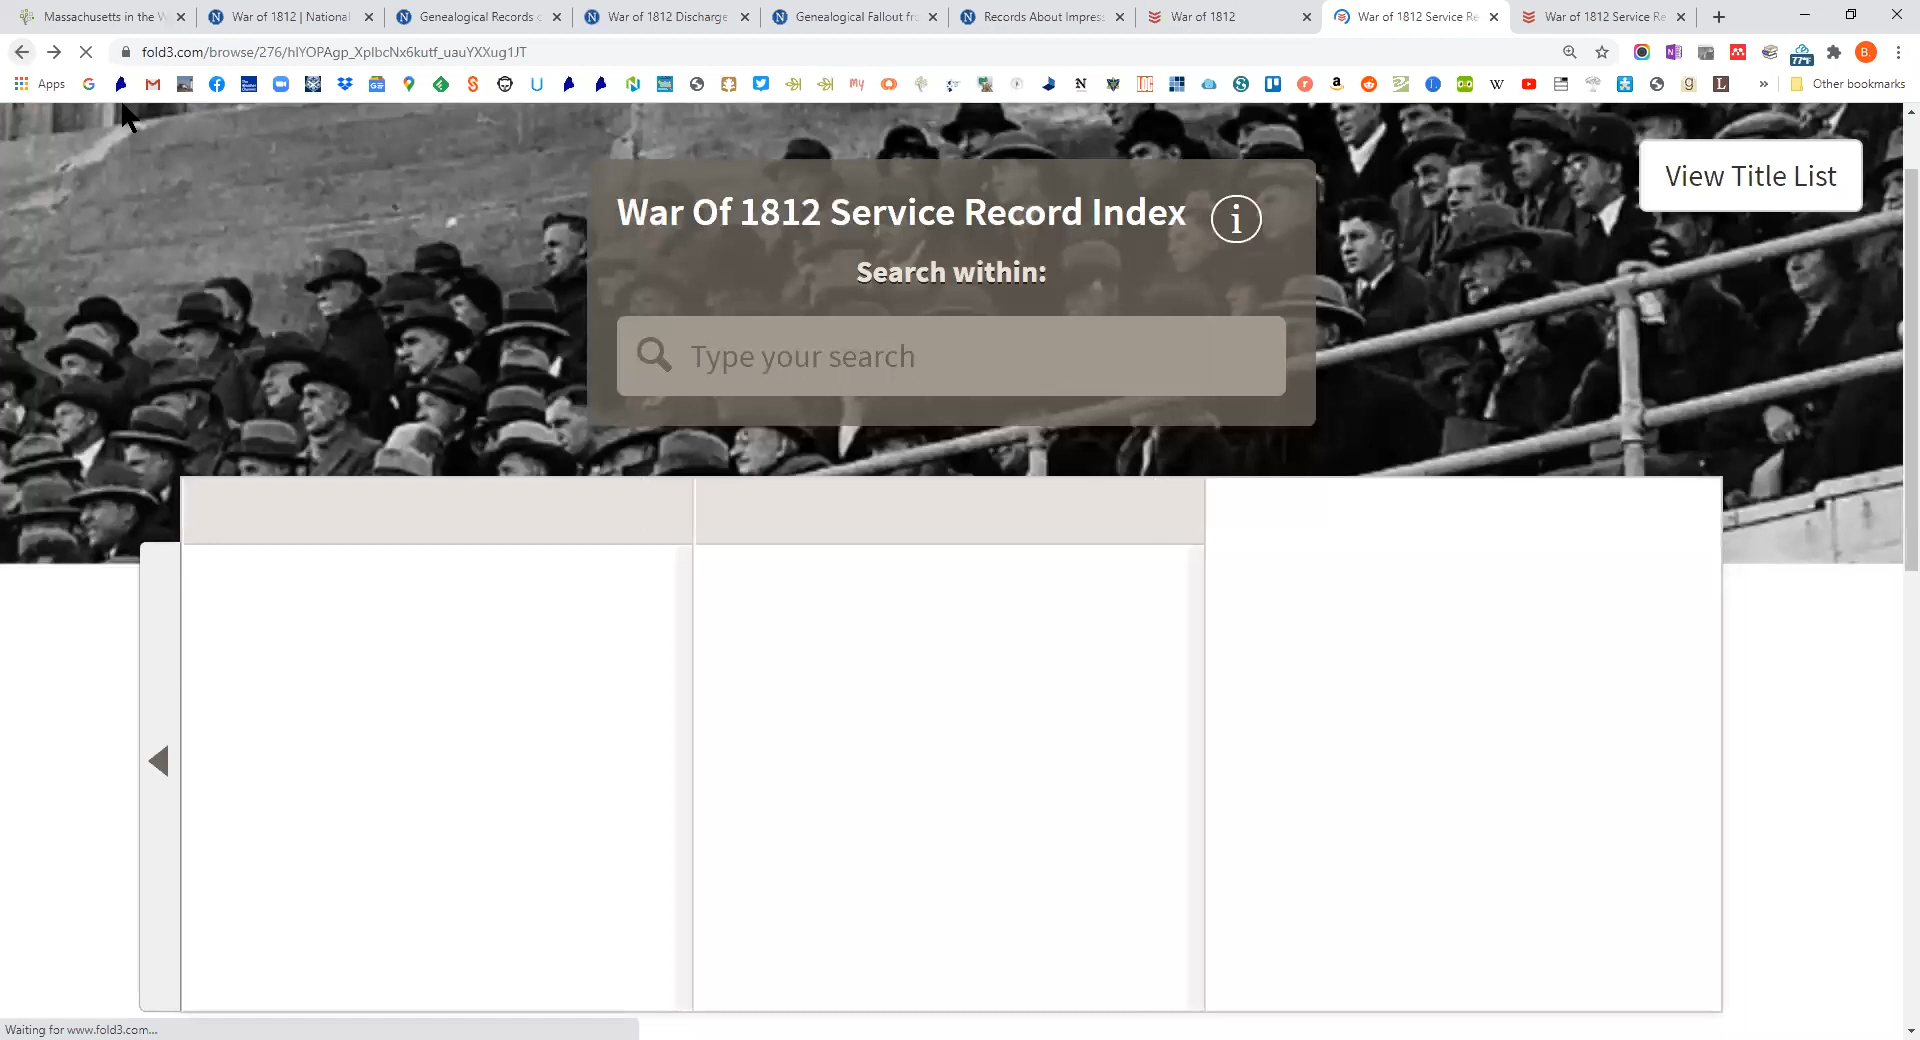 Massachusetts in the W
War of 1812 | National
Genealogical Records o
War of 1812 Discharge
Genealogical Fallout fr
Records About Impress
War of 1812
War of 1812 Service Re
War of 1812 Service Re
fold3.com/browse/276/hIYOPAgp_XpIbcNx6kutf_uauYXXug1JT
77°F
B.
Apps
my
Other bookmarks
View Title List
War Of 1812 Service Record Index
Search within:
Type your search
Waiting for www.fold3.com...